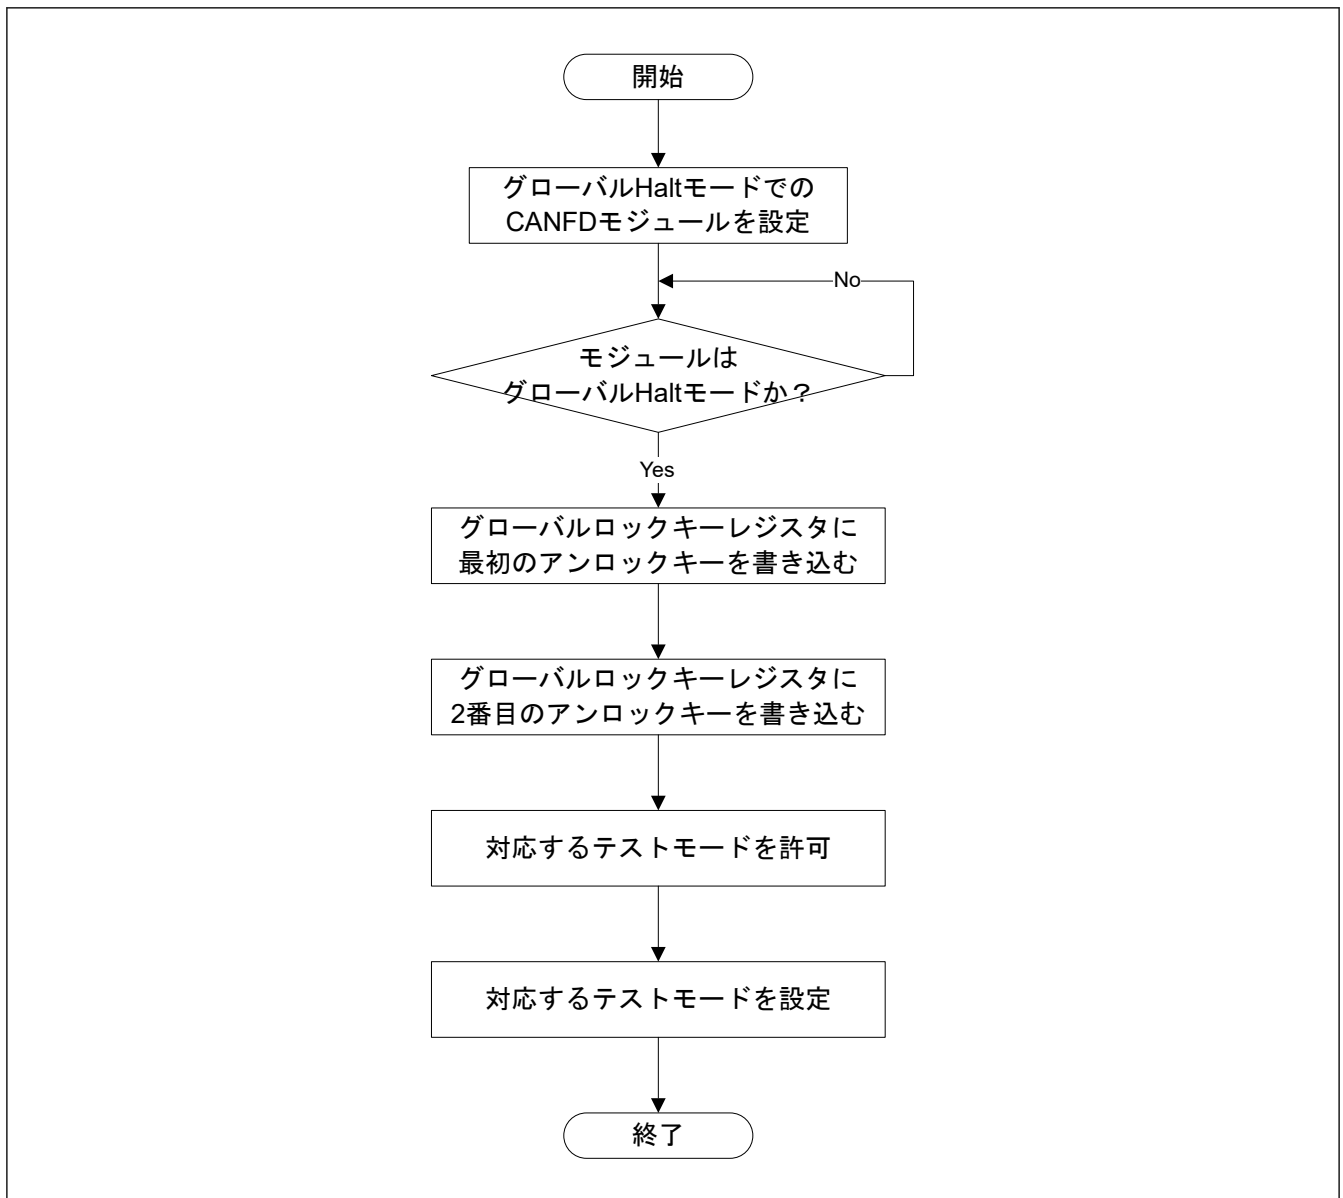 開始
グローバルHaltモードでの
CANFDモジュールを設定
No
モジュールは
グローバルHaltモードか？
Yes
グローバルロックキーレジスタに
最初のアンロックキーを書き込む
グローバルロックキーレジスタに
2番目のアンロックキーを書き込む
対応するテストモードを許可
対応するテストモードを設定
終了